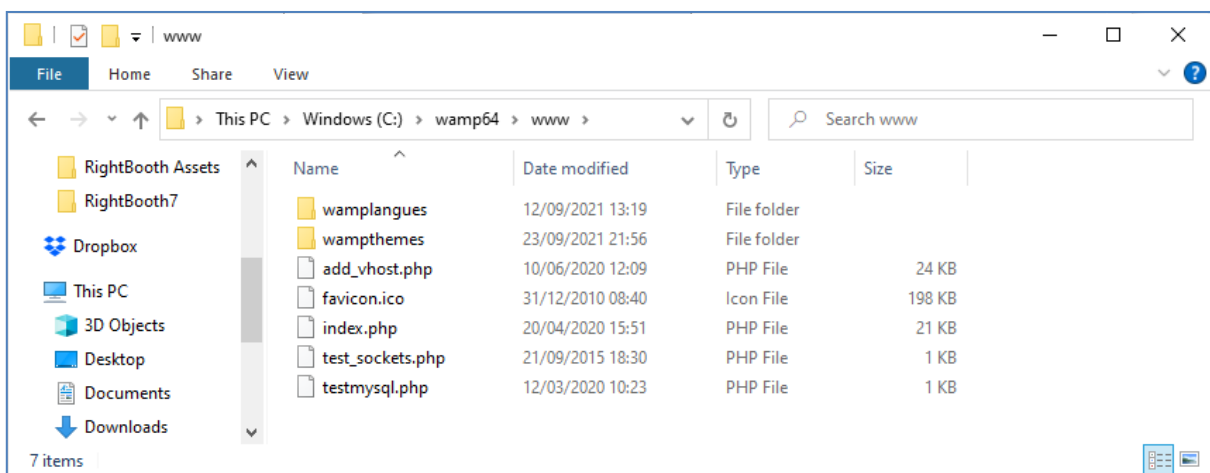 www
File Home Share View
This PC > Windows (C:) > wamp64 > www >
Search www
RightBooth Assets
RightBooth7
Dropbox
This PC
3D Objects
Desktop
Documents
Downloads
Name Date modified Type Size
wamplangues 12/09/2021 13:19 File folder
wampthemes 23/09/2021 21:56 File folder
add_vhost.php 10/06/2020 12:09 PHP File 24 KB
favicon.ico 31/12/2010 08:40 Icon File 198 KB
index.php 20/04/2020 15:51 PHP File 21 KB
test_sockets.php 21/09/2015 18:30 PHP File 1 KB
testmysql.php 12/03/2020 10:23 PHP File 1 KB
7 items